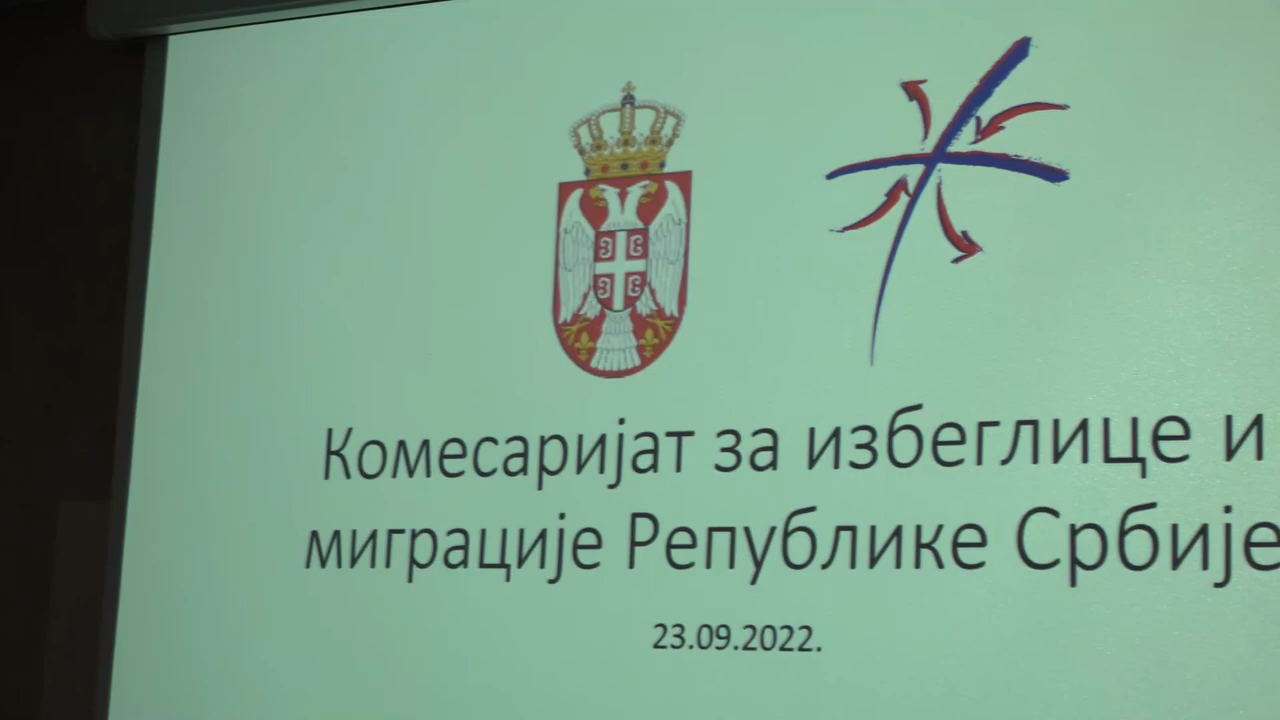 Комесаријат за избеглице и
миграције Републике Србије
23.09.2022.